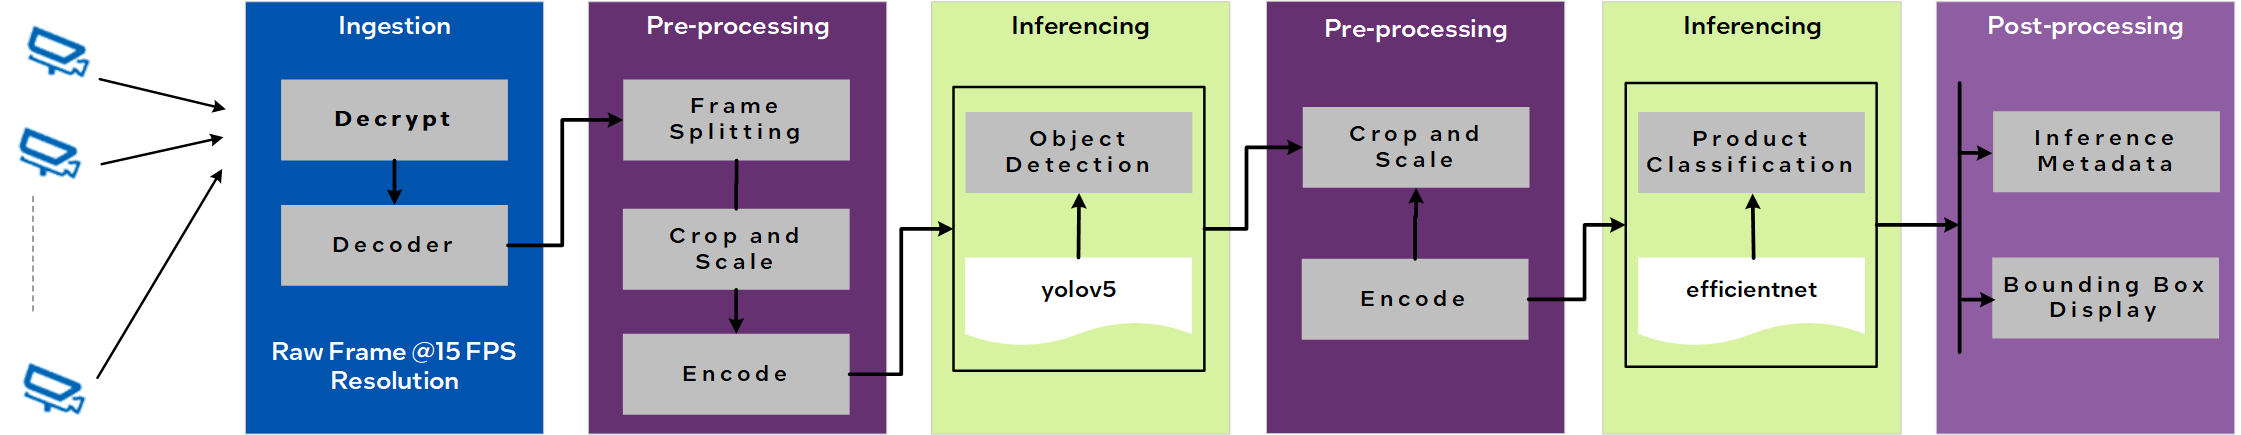 Ingestion
Decrypt
Decoder
Raw Frame @15 FPS
Resolution
Pre-processing
Frame
Splitting
Crop and
Scale
Encode
Inferencing
Object
Detection
yolov5
Pre-processing
Crop and
Scale
Encode
Inferencing
Product
Classification
efficientnet
Post-processing
Inference
Metadata
Bounding Box
Display